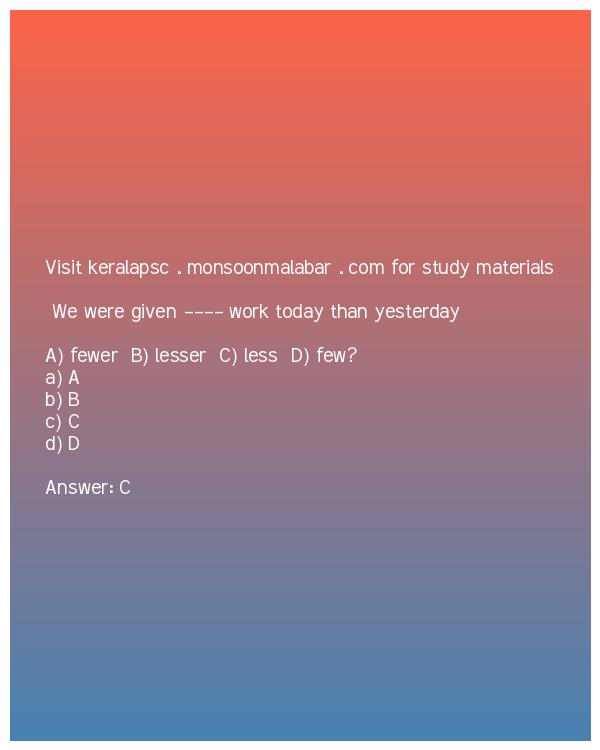 Visit keralapsc . monsoonmalabar . com for study materials
We were given ---- work today than yesterday
A) fewer B) lesser C) less D) few?
a) A
b) B
c) C
d) D
Answer: C